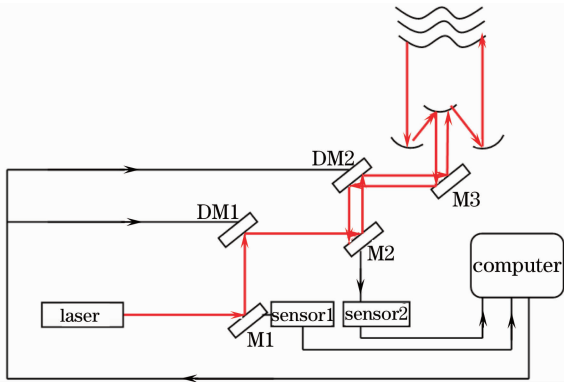 DM2
M3
DM1
M2
computer
laser
sensor1
sensor2
M1